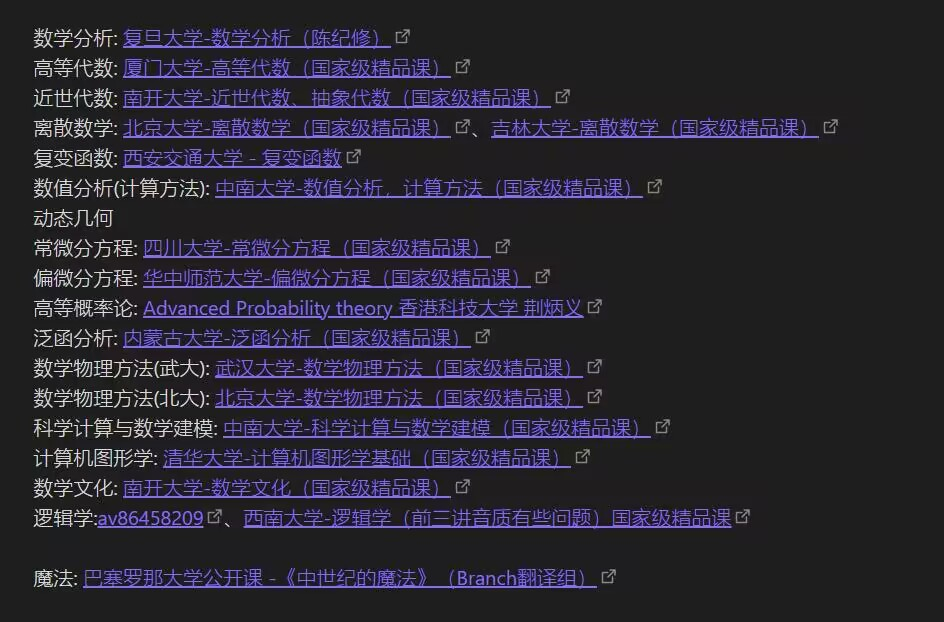 数学分析: 复旦大学-数学分析（陈纪修）
高等代数: 厦门大学-高等代数（国家级精品课）
近世代数: 南开大学-近世代数、抽象代数（国家级精品课）
离散数学: 北京大学-离散数学（国家级精品课）、吉林大学-离散数学（国家级精品课）
复变函数: 西安交通大学 - 复变函数
数值分析(计算方法): 中南大学-数值分析，计算方法（国家级精品课）
动态几何
常微分方程: 四川大学-常微分方程（国家级精品课）
偏微分方程: 华中师范大学-偏微分方程（国家级精品课）
高等概率论: Advanced Probability theory 香港科技大学 荆炳义
泛函分析: 内蒙古大学-泛函分析（国家级精品课）
数学物理方法(武大): 武汉大学-数学物理方法（国家级精品课）
数学物理方法(北大): 北京大学-数学物理方法（国家级精品课）
科学计算与数学建模: 中南大学-科学计算与数学建模（国家级精品课）
计算机图形学: 清华大学-计算机图形学基础（国家级精品课）
数学文化: 南开大学-数学文化（国家级精品课）
逻辑学:av86458209、西南大学-逻辑学（前三讲音质有些问题）国家级精品课
魔法: 巴塞罗那大学公开课 -《中世纪的魔法》（Branch翻译组）